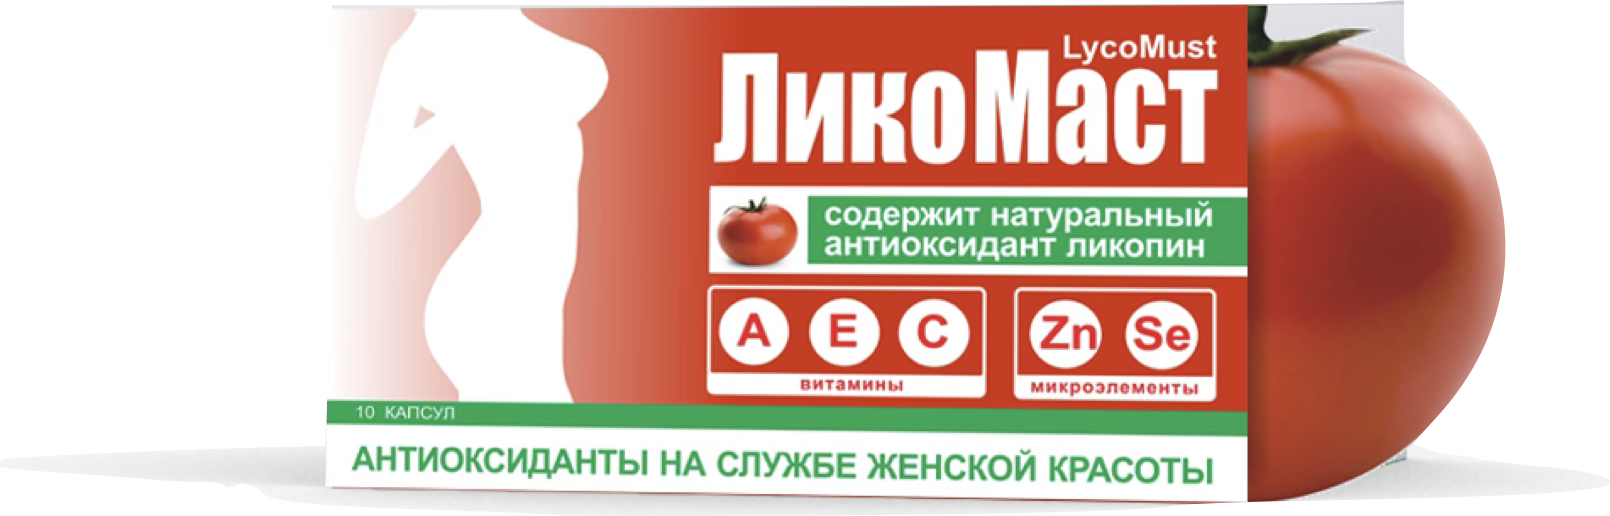 LycoMust
ЛикоМаст
содержит натуральный
антиоксидант ликопин
A E C
витамины
Zn Se
микроэлементы
10 КАПСУЛ
АНТИОКСИДАНТЫ НА СЛУЖБЕ ЖЕНСКОЙ КРАСОТЫ